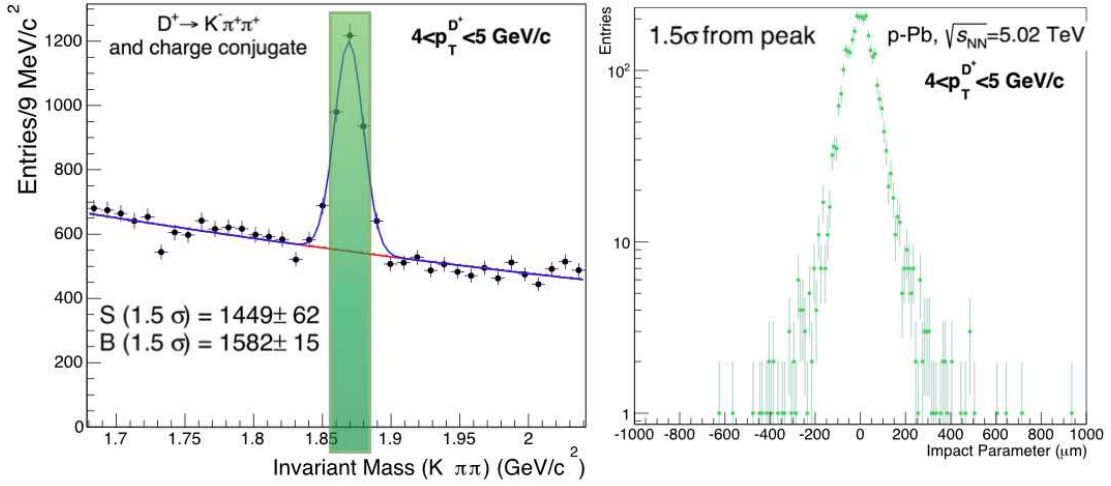 D⁺→ K⁻π⁺π⁺
and charge conjugate
4<p_T^{D⁺}<5 GeV/c
Entries/9 MeV/c²
1200
1000
800
600
400
200
0
S (1.5 σ) = 1449± 62
B (1.5 σ) = 1582± 15
1.7 1.75 1.8 1.85 1.9 1.95 2
Invariant Mass (K ππ) (GeV/c²)
Entries
1.5σ from peak
p-Pb, √s_NN=5.02 TeV
4<p_T^{D⁺}<5 GeV/c
10²
10
1
-1000 -800 -600 -400 -200 0 200 400 600 800 1000
Impact Parameter (μm)